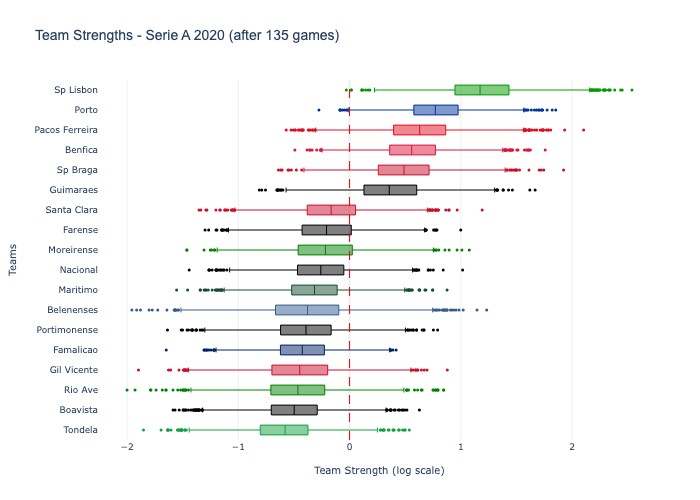 Team Strengths - Serie A 2020 (after 135 games)
Sp Lisbon
Porto
Pacos Ferreira
Benfica
Sp Braga
Guimaraes
Santa Clara
Farense
Moreirense
Nacional
Maritimo
Belenenses
Portimonense
Famalicao
Gil Vicente
Rio Ave
Boavista
Tondela
Teams
−2 −1 0 1 2
Team Strength (log scale)